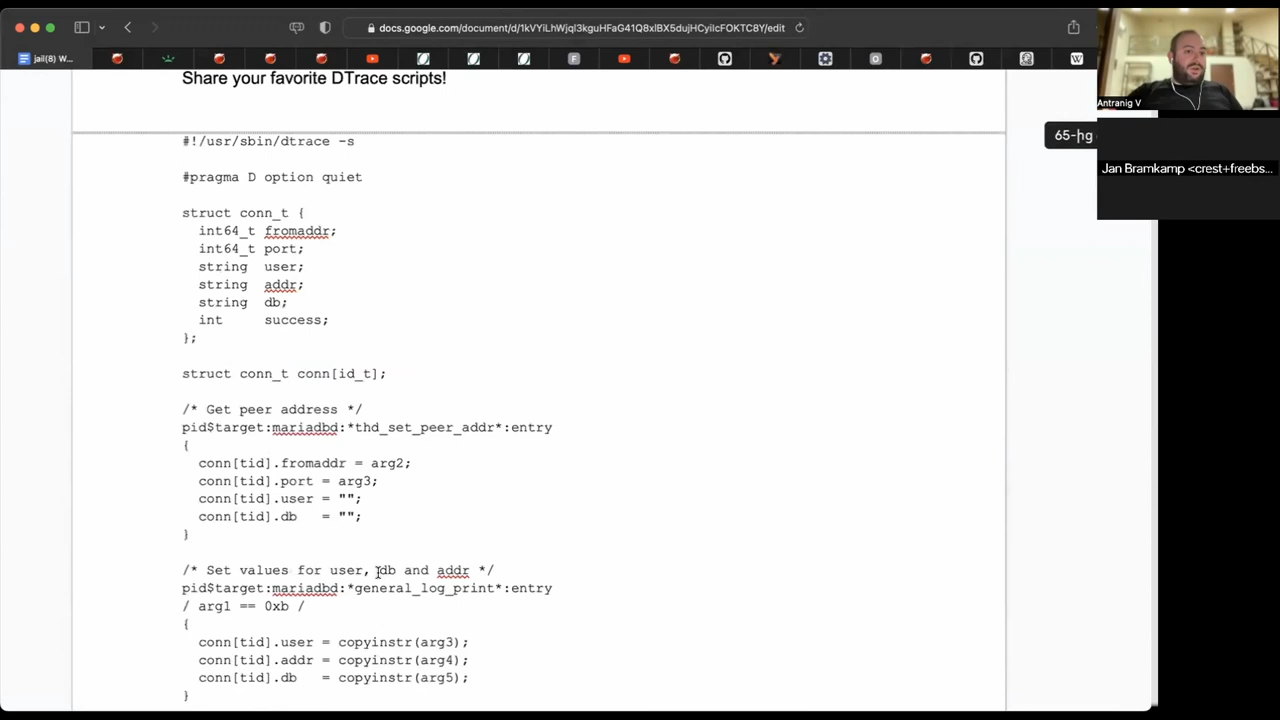 docs.google.com/document/d/1kVYiLhWjql3kguHFaG41Q8xlBX5dujHCyilcFOKTC8Y/edit
jail(8) W...
Share your favorite DTrace scripts!
Antranig V
65-րդ
Jan Bramkamp <crest+freebs...
#!/usr/sbin/dtrace -s
#pragma D option quiet
struct conn_t {
int64_t fromaddr;
int64_t port;
string user;
string addr;
string db;
int success;
};
struct conn_t conn[id_t];
/* Get peer address */
pid$target:mariadbd:*thd_set_peer_addr*:entry
{
conn[tid].fromaddr = arg2;
conn[tid].port = arg3;
conn[tid].user = "";
conn[tid].db = "";
}
/* Set values for user, db and addr */
pid$target:mariadbd:*general_log_print*:entry
/ arg1 == 0xb /
{
conn[tid].user = copyinstr(arg3);
conn[tid].addr = copyinstr(arg4);
conn[tid].db = copyinstr(arg5);
}